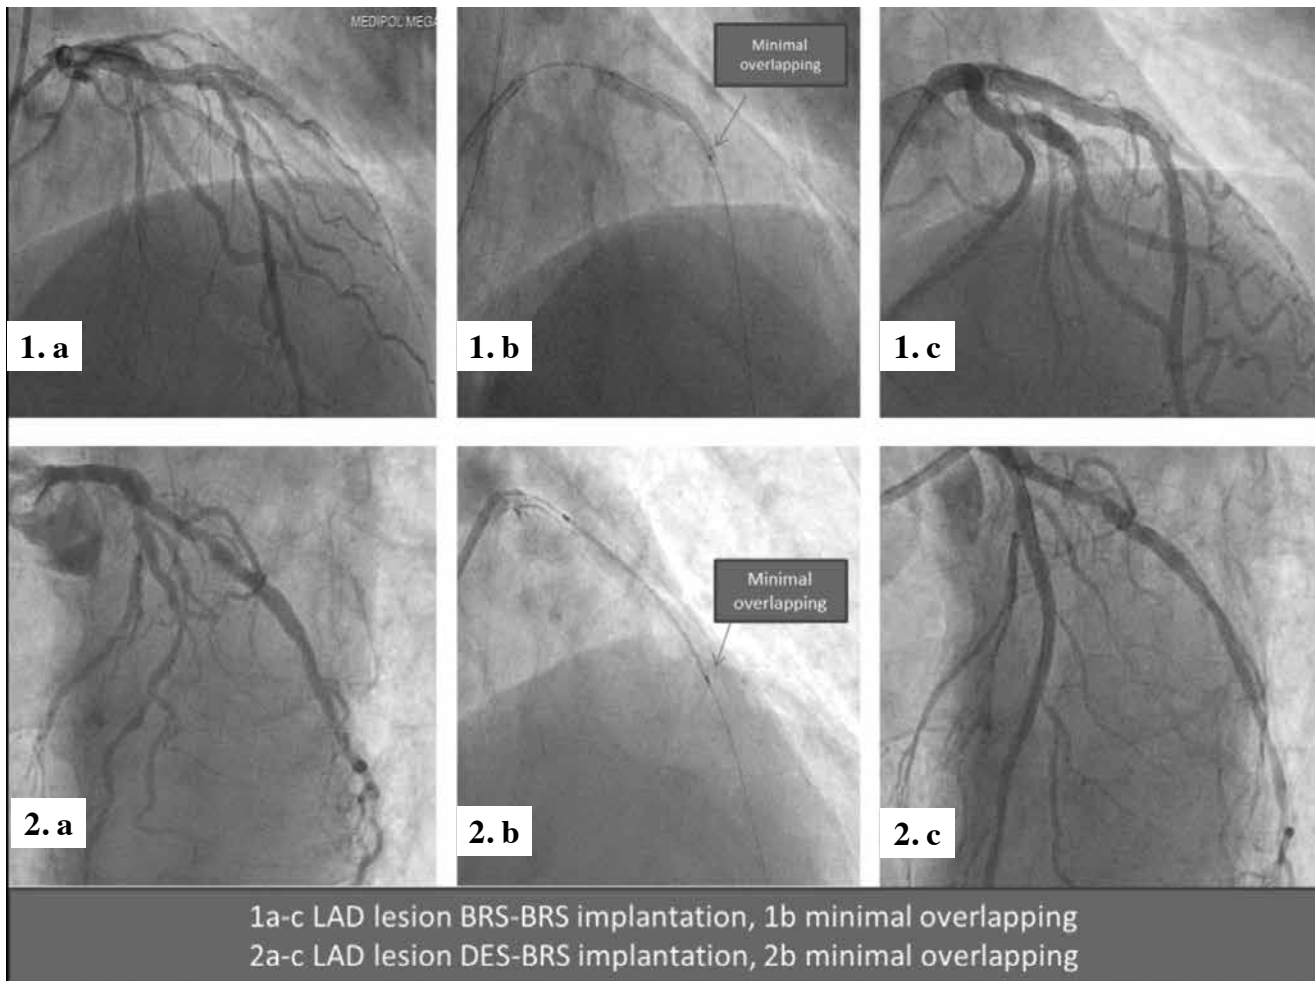 MEDIPOL MEGA
Minimal
overlapping
1. a
1. b
1. c
Minimal
overlapping
2. a
2. b
2. c
1a-c LAD lesion BRS-BRS implantation, 1b minimal overlapping
2a-c LAD lesion DES-BRS implantation, 2b minimal overlapping